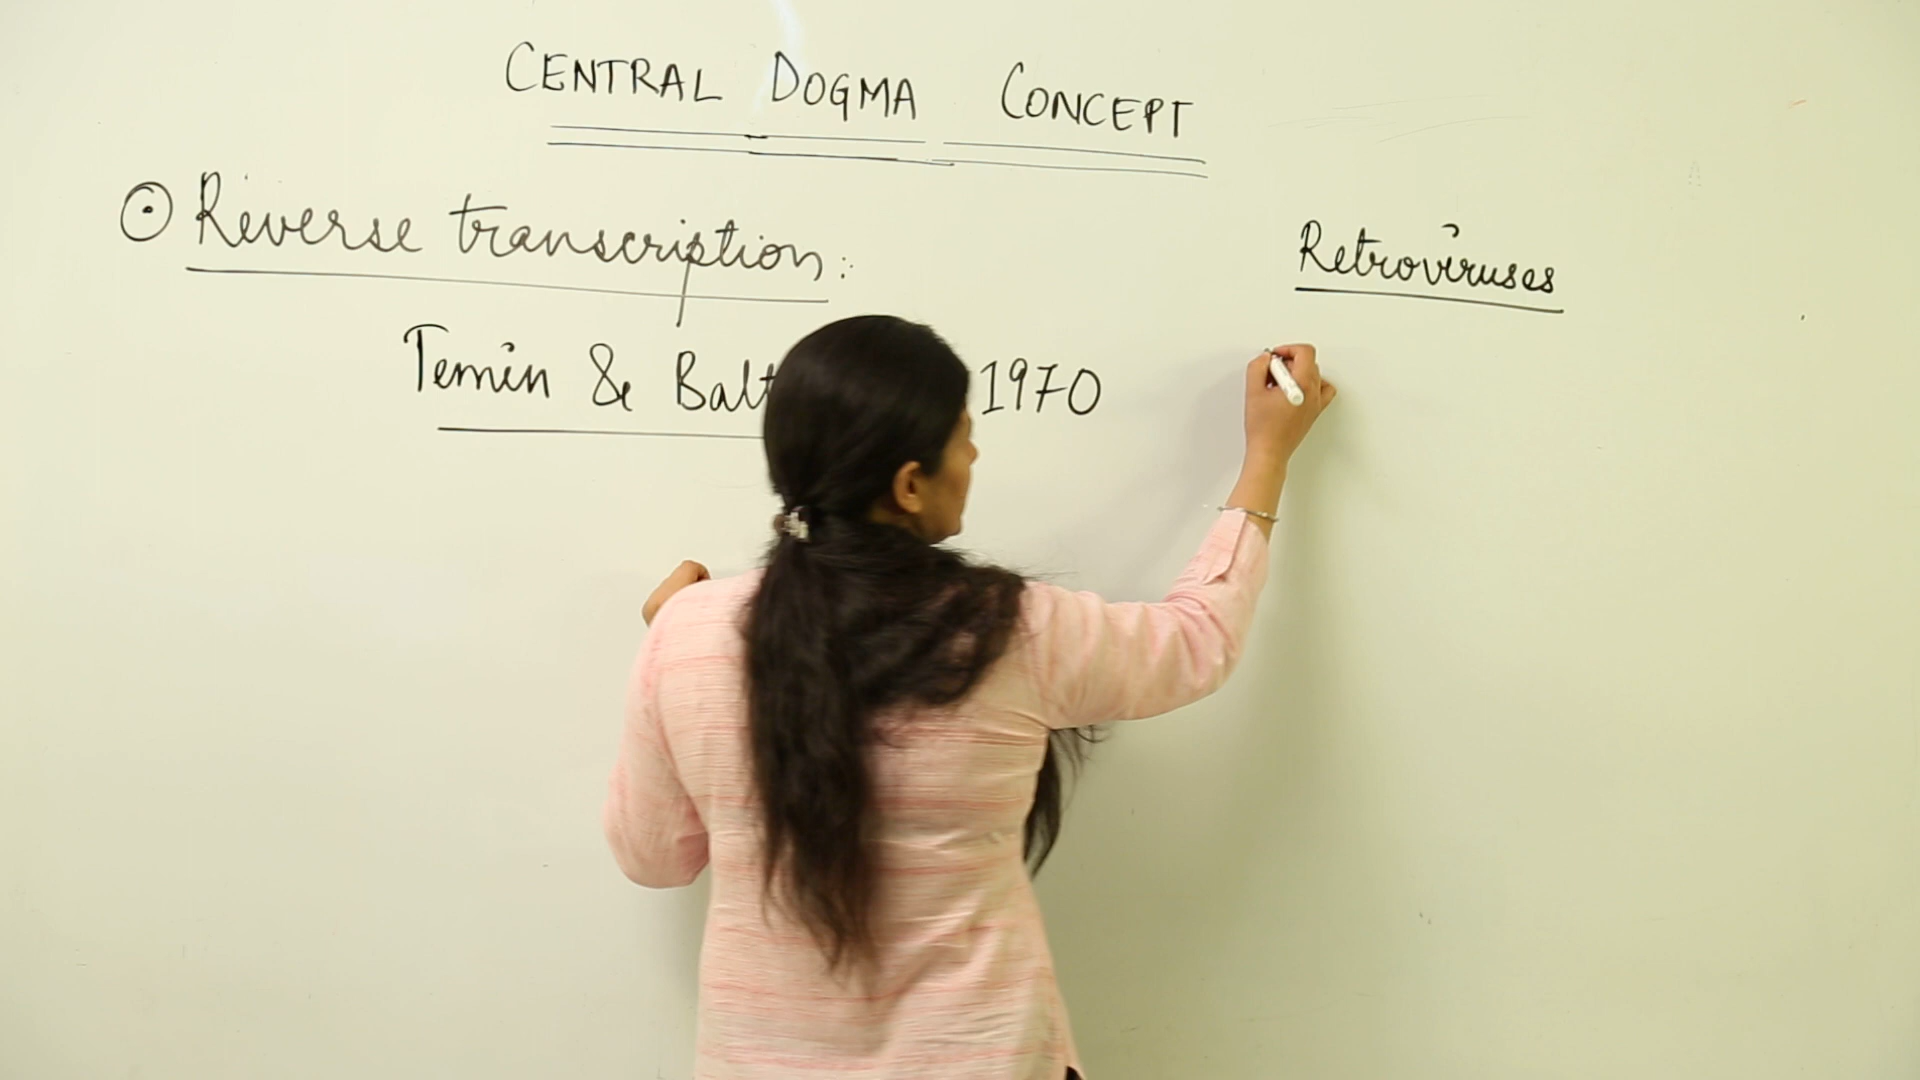 CENTRAL DOGMA CONCEPT
Reverse transcription:
Retroviruses
Temin & Balt 1970